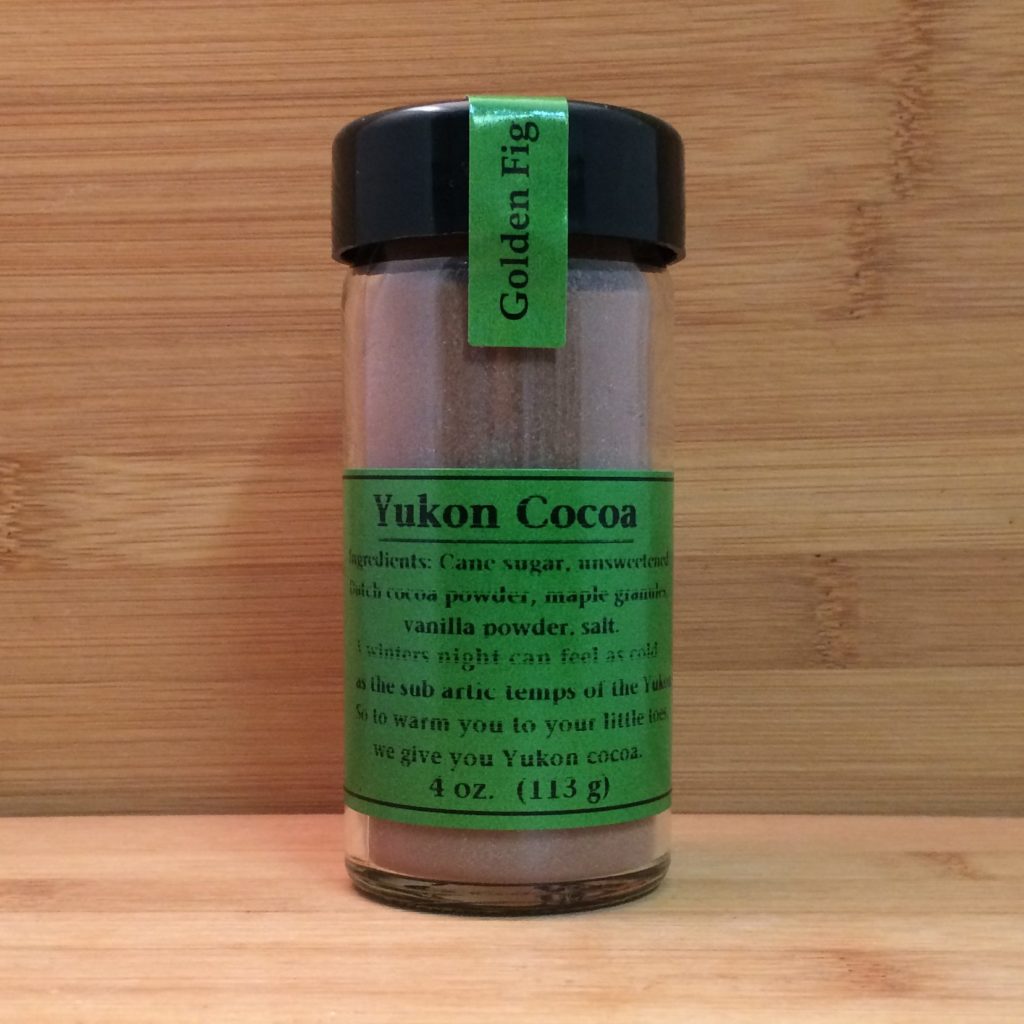 Golden Fig
Yukon Cocoa
Ingredients: Cane sugar, unsweetened
Dutch cocoa powder, maple granules,
vanilla powder, salt.
A winters night can feel as cold
as the sub artic temps of the Yukon
So to warm you to your little toes
we give you Yukon cocoa.
4 oz. (113 g)